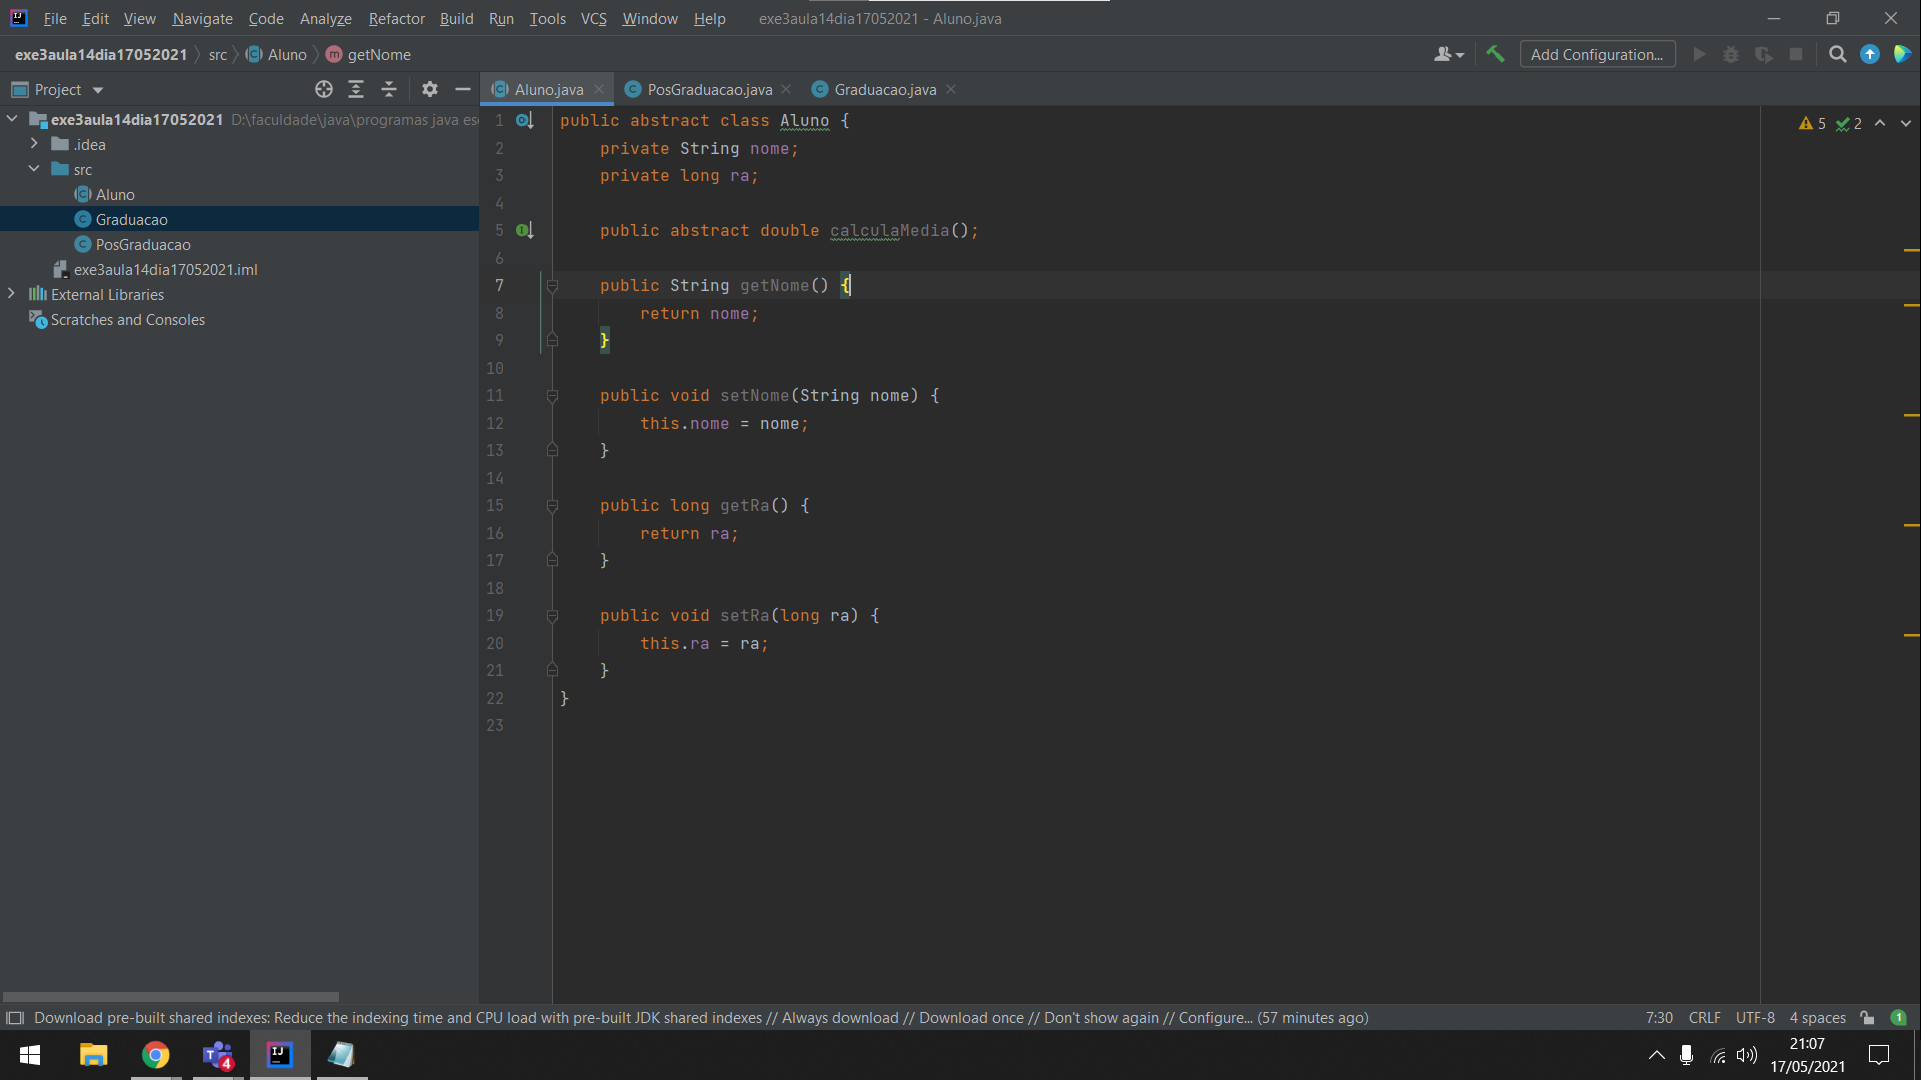 File Edit View Navigate Code Analyze Refactor Build Run Tools VCS Window Help exe3aula14dia17052021 - Aluno.java
exe3aula14dia17052021 src Aluno getNome Add Configuration...
Project
Aluno.java PosGraduacao.java Graduacao.java
exe3aula14dia17052021 D:\faculdade\java\programas java es
.idea
src
Aluno
Graduacao
PosGraduacao
exe3aula14dia17052021.iml
External Libraries
Scratches and Consoles
5 2
1 public abstract class Aluno {
2 private String nome;
3 private long ra;
4
5 public abstract double calculaMedia();
6
7 public String getNome() {
8 return nome;
9 }
10
11 public void setNome(String nome) {
12 this.nome = nome;
13 }
14
15 public long getRa() {
16 return ra;
17 }
18
19 public void setRa(long ra) {
20 this.ra = ra;
21 }
22 }
23
Download pre-built shared indexes: Reduce the indexing time and CPU load with pre-built JDK shared indexes // Always download // Download once // Don't show again // Configure... (57 minutes ago) 7:30 CRLF UTF-8 4 spaces 1
4
21:07
17/05/2021